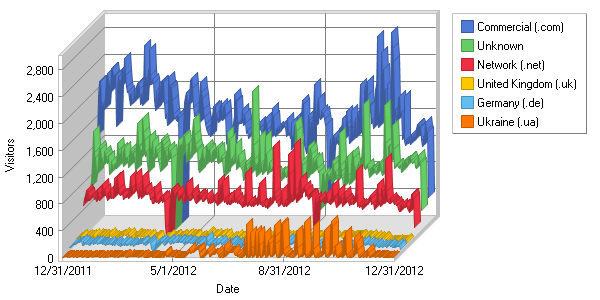 Visitors
2,800
2,400
2,000
1,600
1,200
800
400
0
12/31/2011
5/1/2012
8/31/2012
12/31/2012
Date
Commercial (.com)
Unknown
Network (.net)
United Kingdom (.uk)
Germany (.de)
Ukraine (.ua)